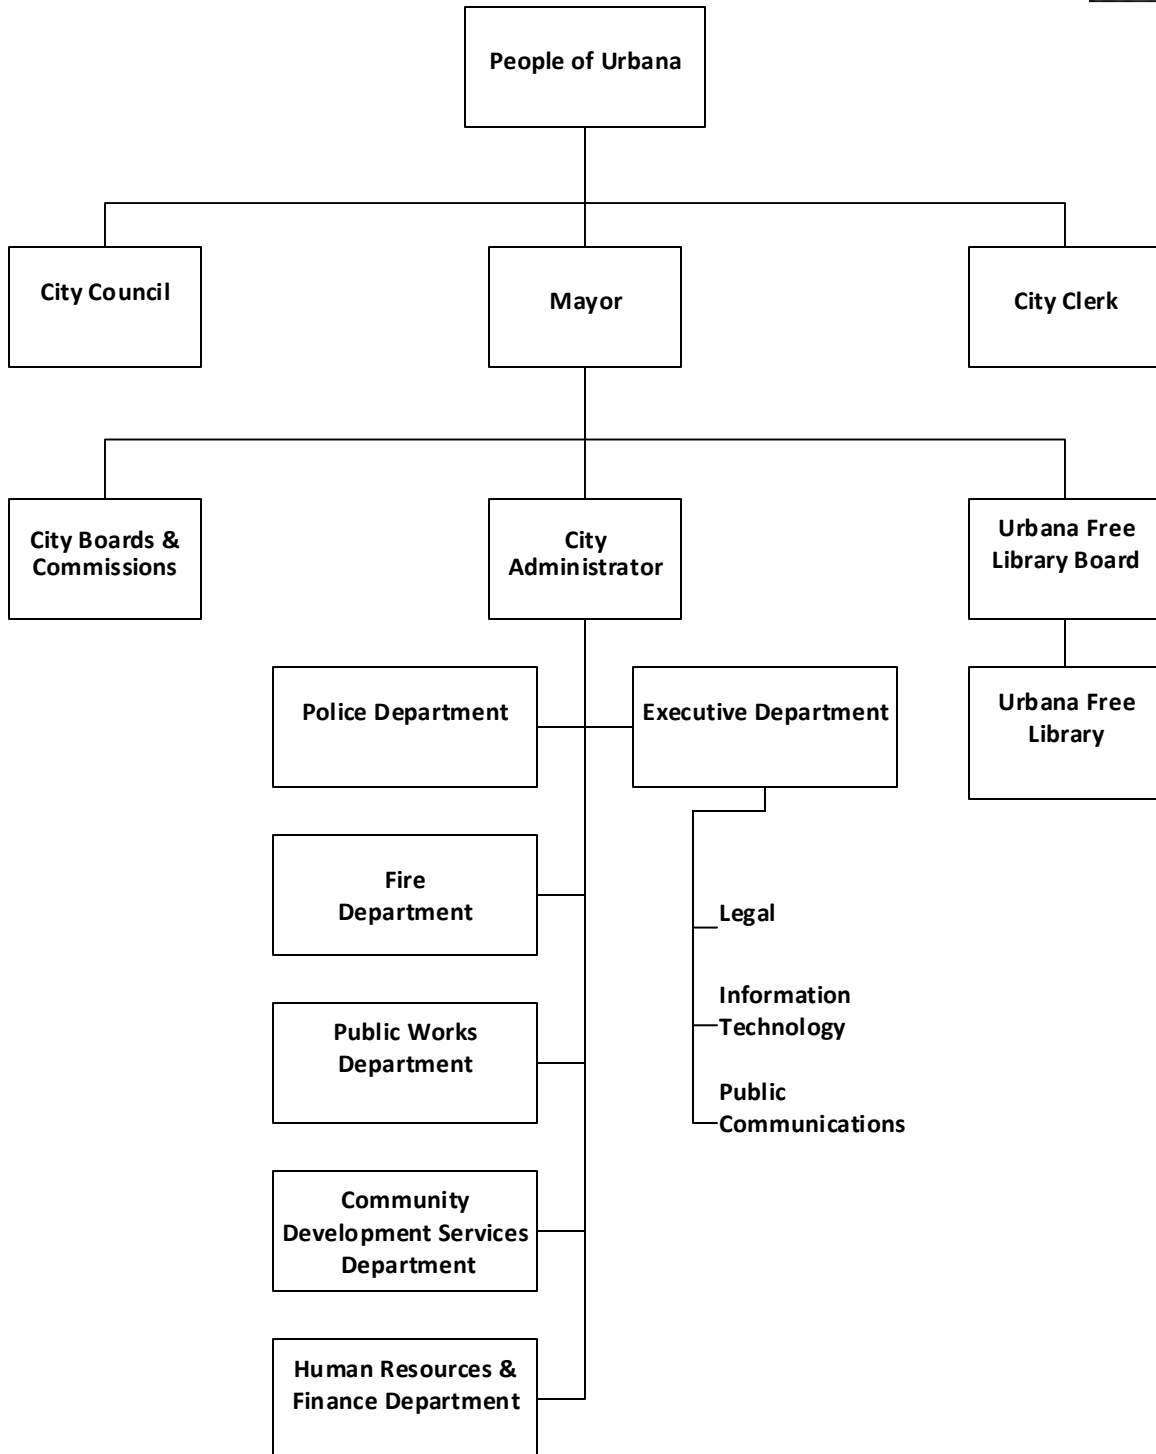 People of Urbana
City Council
Mayor
City Clerk
City Boards &
Commissions
City
Administrator
Urbana Free
Library Board
Police Department
Executive Department
Urbana Free
Library
Fire
Department
Legal
Information
Technology
Public Works
Department
Public
Communications
Community
Development Services
Department
Human Resources &
Finance Department